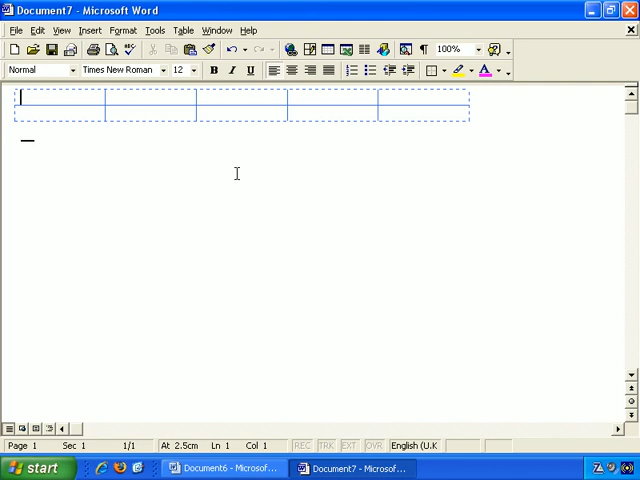 Document7 - Microsoft Word
File Edit View Insert Format Tools Table Window Help
100%
Normal Times New Roman 12 B I U A
Page 1 Sec 1 1/1 At 2.5cm Ln 1 Col 1 REC TRK EXT OVR English (U.K
start Document6 - Microsof... Document7 - Microsof...